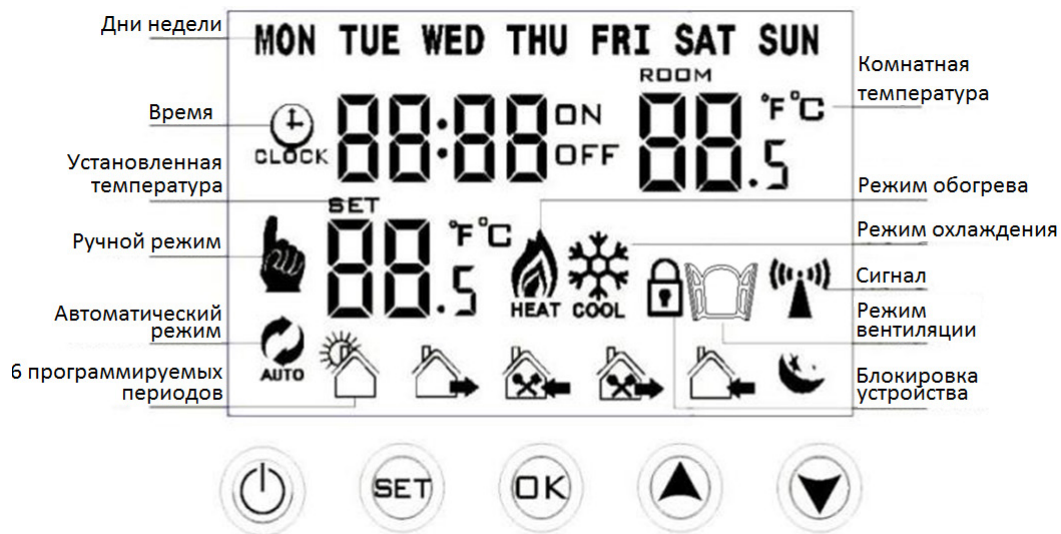 Дни недели
MON TUE WED THU FRI SAT SUN
ROOM
Комнатная
температура
Время
CLOCK
88:88
ON
OFF
88.5
°F °C
Установленная
температура
SET
88.5
°F °C
Режим обогрева
Ручной режим
Режим охлаждения
HEAT
COOL
Сигнал
Автоматический
режим
AUTO
Режим
вентиляции
6 программируемых
периодов
Блокировка
устройства
SET
OK